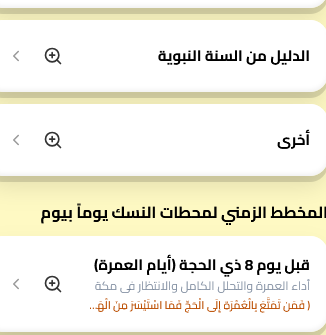 الدليل من السنة النبوية
أخرى
المخطط الزمني لمحطات النسك يوماً بيوم
قبل يوم 8 ذي الحجة (أيام العمرة)
أداء العمرة والتحلل الكامل والانتظار في مكة
﴿ فَمَن تَمَتَّعَ بِالْعُمْرَةِ إِلَى الْحَجِّ فَمَا اسْتَيْسَرَ مِنَ الْهَـ...